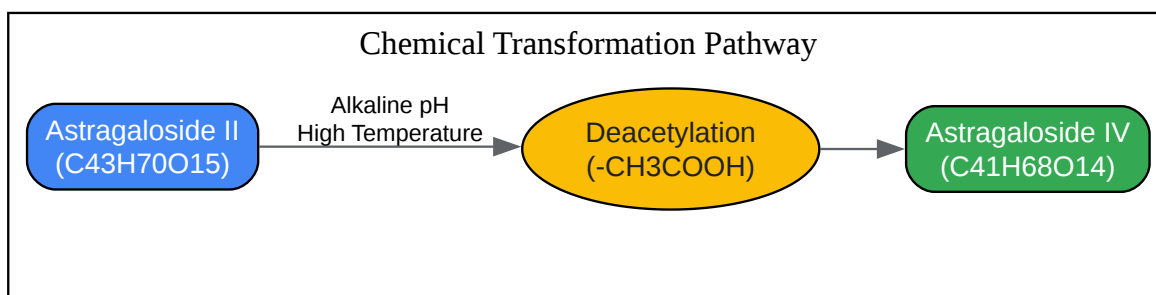 Chemical Transformation Pathway
Astragaloside II
(C43H70O15)
Alkaline pH
High Temperature
Deacetylation
(-CH3COOH)
Astragaloside IV
(C41H68O14)